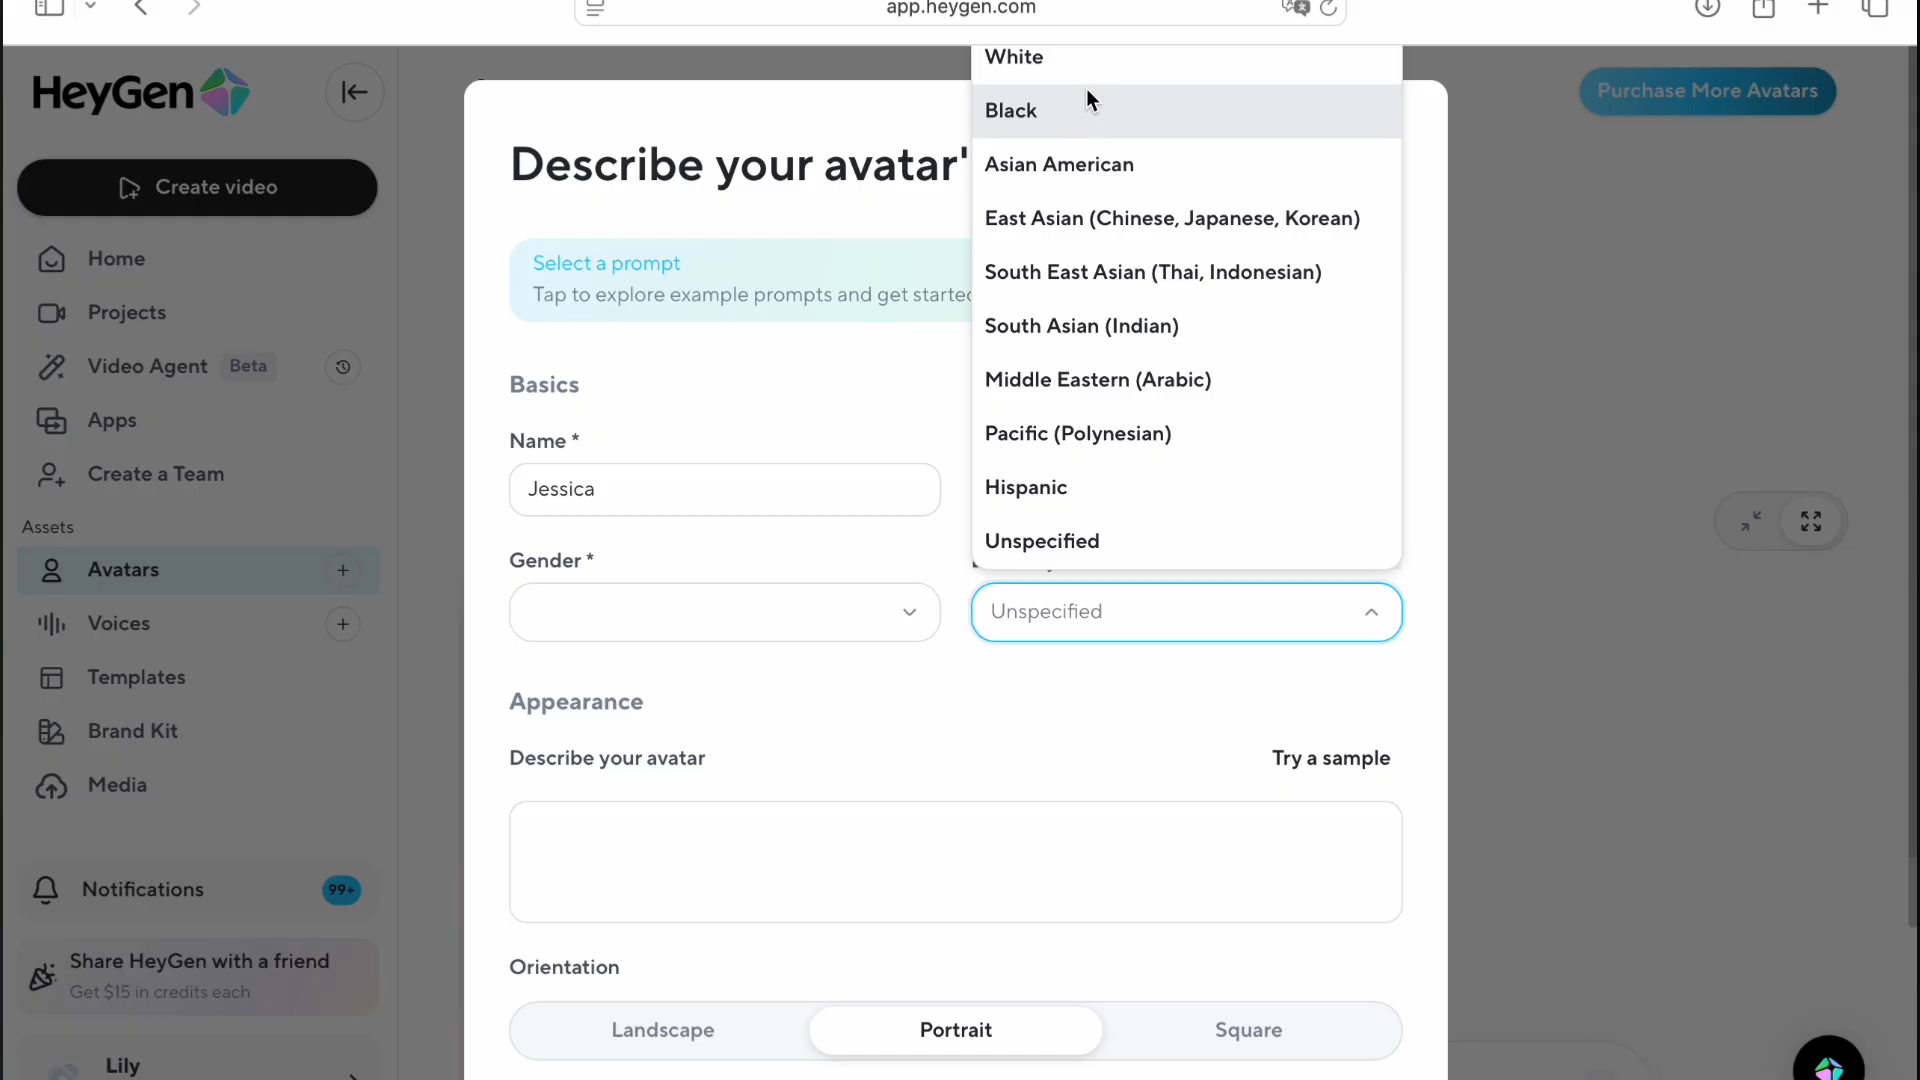 app.heygen.com
HeyGen
Purchase More Avatars
Create video
Home
Projects
Video Agent Beta
Apps
Create a Team
Assets
Avatars
Voices
Templates
Brand Kit
Media
Notifications 99+
Share HeyGen with a friend
Get $15 in credits each
Lily
Describe your avatar'
Select a prompt
Tap to explore example prompts and get started
Basics
Name *
Jessica
Gender *
White
Black
Asian American
East Asian (Chinese, Japanese, Korean)
South East Asian (Thai, Indonesian)
South Asian (Indian)
Middle Eastern (Arabic)
Pacific (Polynesian)
Hispanic
Unspecified
Unspecified
Appearance
Describe your avatar
Try a sample
Orientation
Landscape
Portrait
Square